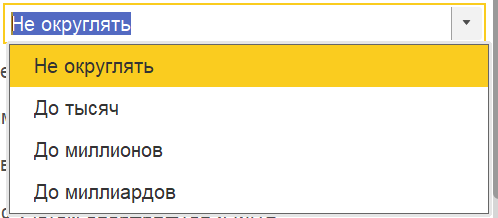 Не округлять
Не округлять
До тысяч
До миллионов
До миллиардов